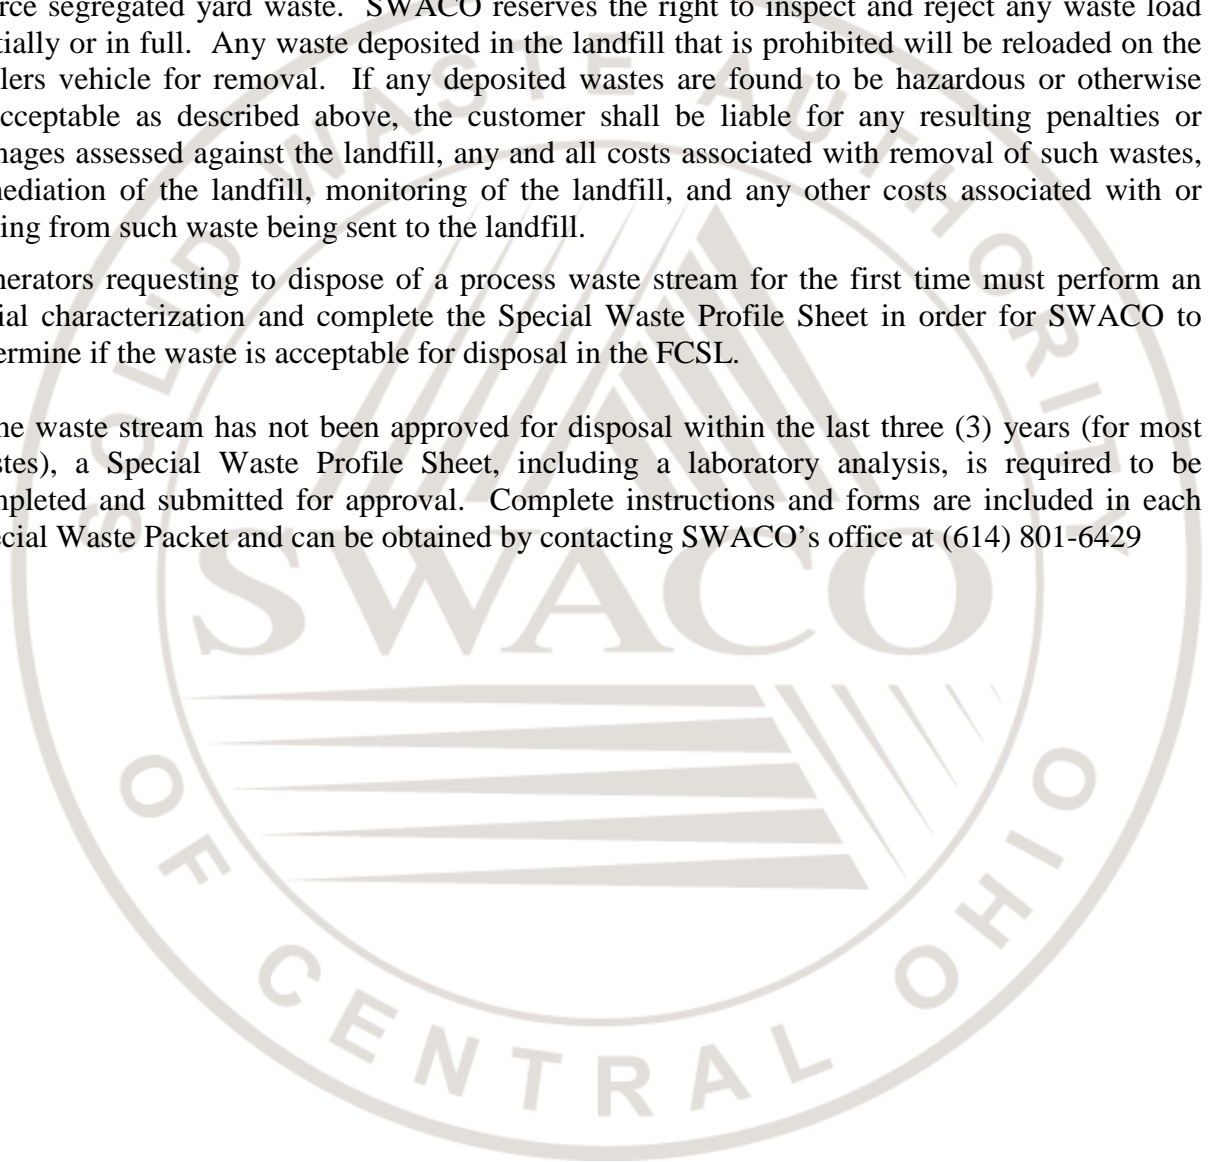 rce segregated yard waste. SWACO reserves the right to inspect and reject any waste load
tially or in full. Any waste deposited in the landfill that is prohibited will be reloaded on the
lers vehicle for removal. If any deposited wastes are found to be hazardous or otherwise
cceptable as described above, the customer shall be liable for any resulting penalties or
mages assessed against the landfill, any and all costs associated with removal of such wastes,
nediation of the landfill, monitoring of the landfill, and any other costs associated with or
ing from such waste being sent to the landfill.
nerators requesting to dispose of a process waste stream for the first time must perform an
ial characterization and complete the Special Waste Profile Sheet in order for SWACO to
ermine if the waste is acceptable for disposal in the FCSL.
he waste stream has not been approved for disposal within the last three (3) years (for most
stes), a Special Waste Profile Sheet, including a laboratory analysis, is required to be
mpleted and submitted for approval. Complete instructions and forms are included in each
ecial Waste Packet and can be obtained by contacting SWACO’s office at (614) 801-6429
SOLID WASTE AUTHORITY
SWACO
OF CENTRAL OHIO